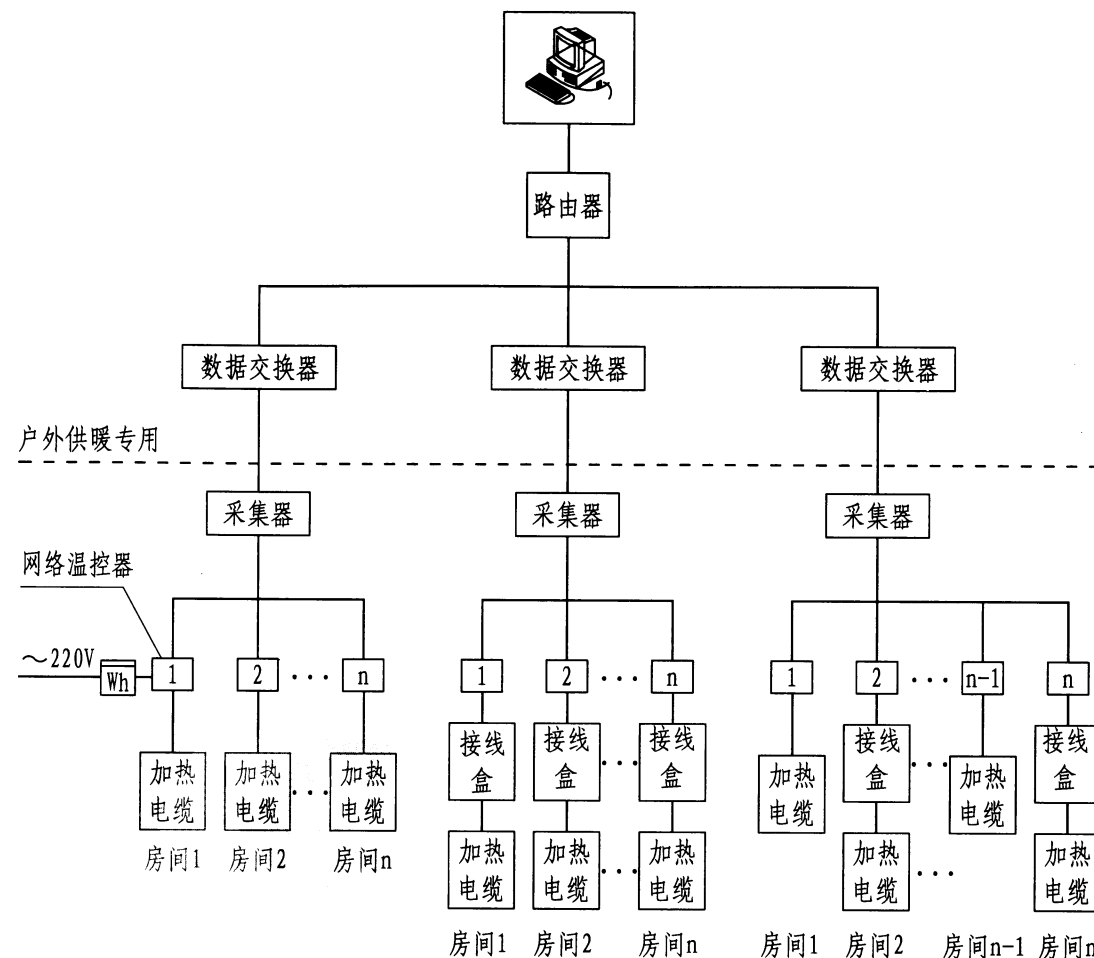 路由器
数据交换器 数据交换器 数据交换器
户外供暖专用
采集器 采集器 采集器
网络温控器
～220V
Wh 1 2 ··· n 1 2 ··· n 1 2 ··· n-1 n
接线盒 接线盒 ··· 接线盒 接线盒 ··· 接线盒
加热电缆 加热电缆 ··· 加热电缆 加热电缆 加热电缆
房间1 房间2 房间n
加热电缆 加热电缆 ··· 加热电缆 加热电缆 ··· 加热电缆
房间1 房间2 房间n 房间1 房间2 房间n-1 房间n